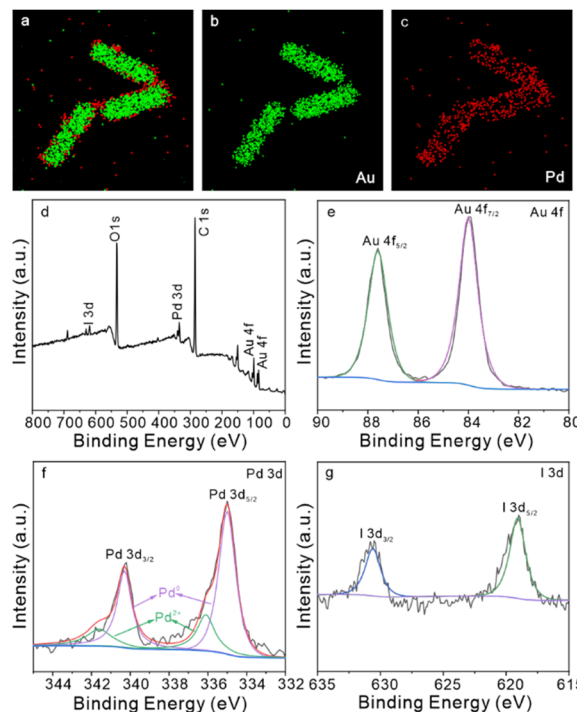 a
b
c
Au
Pd
d
Intensity (a.u.)
I 3d
O1s
Pd 3d
C 1s
Au 4f
Au 4f
800 700 600 500 400 300 200 100 0
Binding Energy (eV)
e
Au 4f
Intensity (a.u.)
Au 4f5/2
Au 4f7/2
90 88 86 84 82 80
Binding Energy (eV)
f
Pd 3d
Intensity (a.u.)
Pd 3d3/2
Pd 3d5/2
Pd0
Pd2+
344 342 340 338 336 334 332
Binding Energy (eV)
g
I 3d
Intensity (a.u.)
I 3d3/2
I 3d5/2
635 630 625 620 615
Binding Energy (eV)